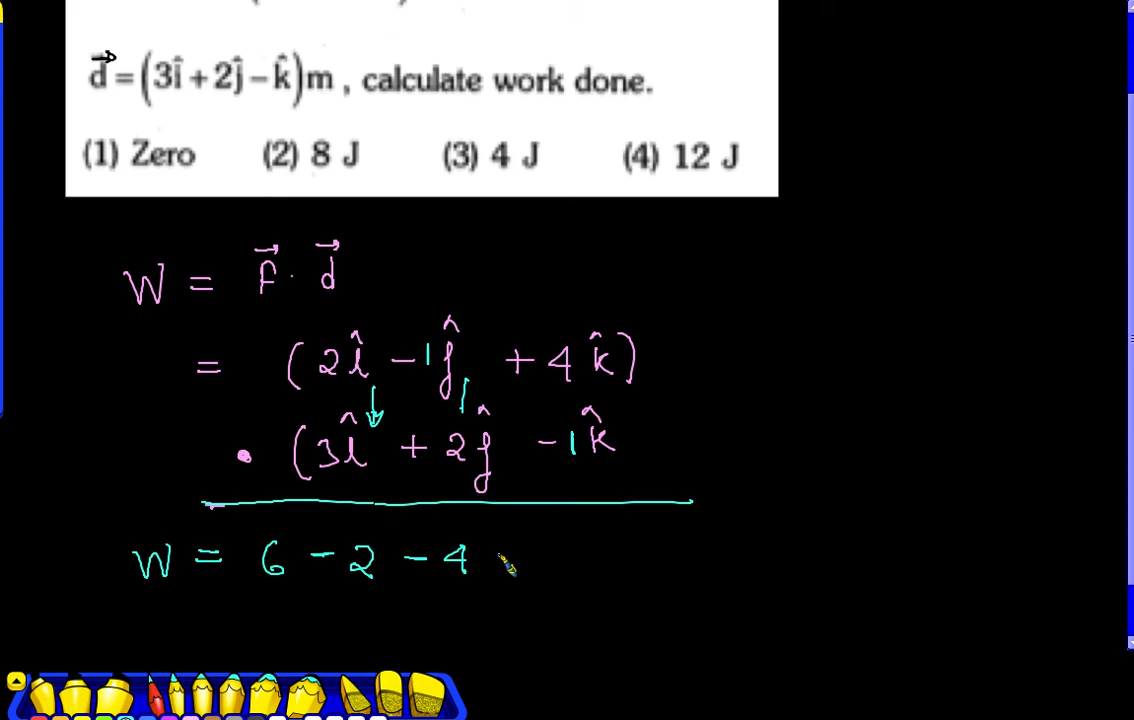 d⃗ = (3î + 2ĵ − k̂)m , calculate work done.
(1) Zero (2) 8 J (3) 4 J (4) 12 J
W = F⃗ · d⃗
= (2î − 1ĵ + 4k̂)
• (3î + 2ĵ − 1k̂
W = 6 − 2 − 4